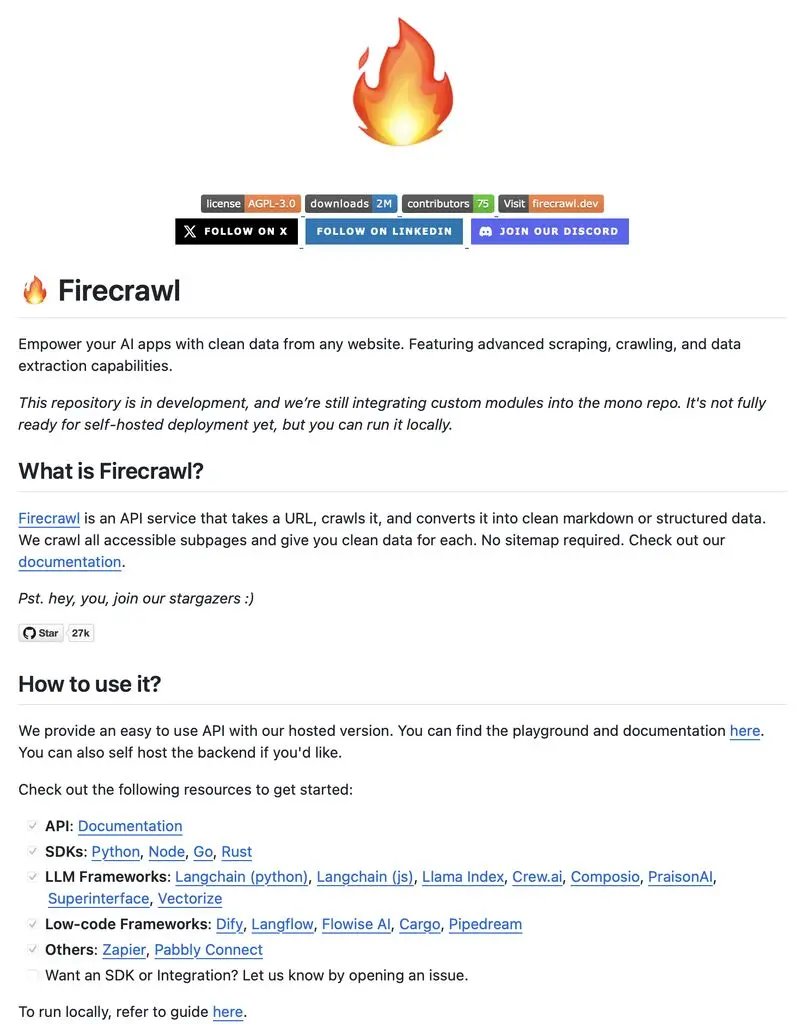 license AGPL-3.0 downloads 2M contributors 75 Visit firecrawl.dev
FOLLOW ON X FOLLOW ON LINKEDIN JOIN OUR DISCORD
Firecrawl
Empower your AI apps with clean data from any website. Featuring advanced scraping, crawling, and data
extraction capabilities.
This repository is in development, and we’re still integrating custom modules into the mono repo. It's not fully
ready for self-hosted deployment yet, but you can run it locally.
What is Firecrawl?
Firecrawl is an API service that takes a URL, crawls it, and converts it into clean markdown or structured data.
We crawl all accessible subpages and give you clean data for each. No sitemap required. Check out our
documentation.
Pst. hey, you, join our stargazers :)
Star 27k
How to use it?
We provide an easy to use API with our hosted version. You can find the playground and documentation here.
You can also self host the backend if you'd like.
Check out the following resources to get started:
API: Documentation
SDKs: Python, Node, Go, Rust
LLM Frameworks: Langchain (python), Langchain (js), Llama Index, Crew.ai, Composio, PraisonAI,
Superinterface, Vectorize
Low-code Frameworks: Dify, Langflow, Flowise AI, Cargo, Pipedream
Others: Zapier, Pabbly Connect
Want an SDK or Integration? Let us know by opening an issue.
To run locally, refer to guide here.